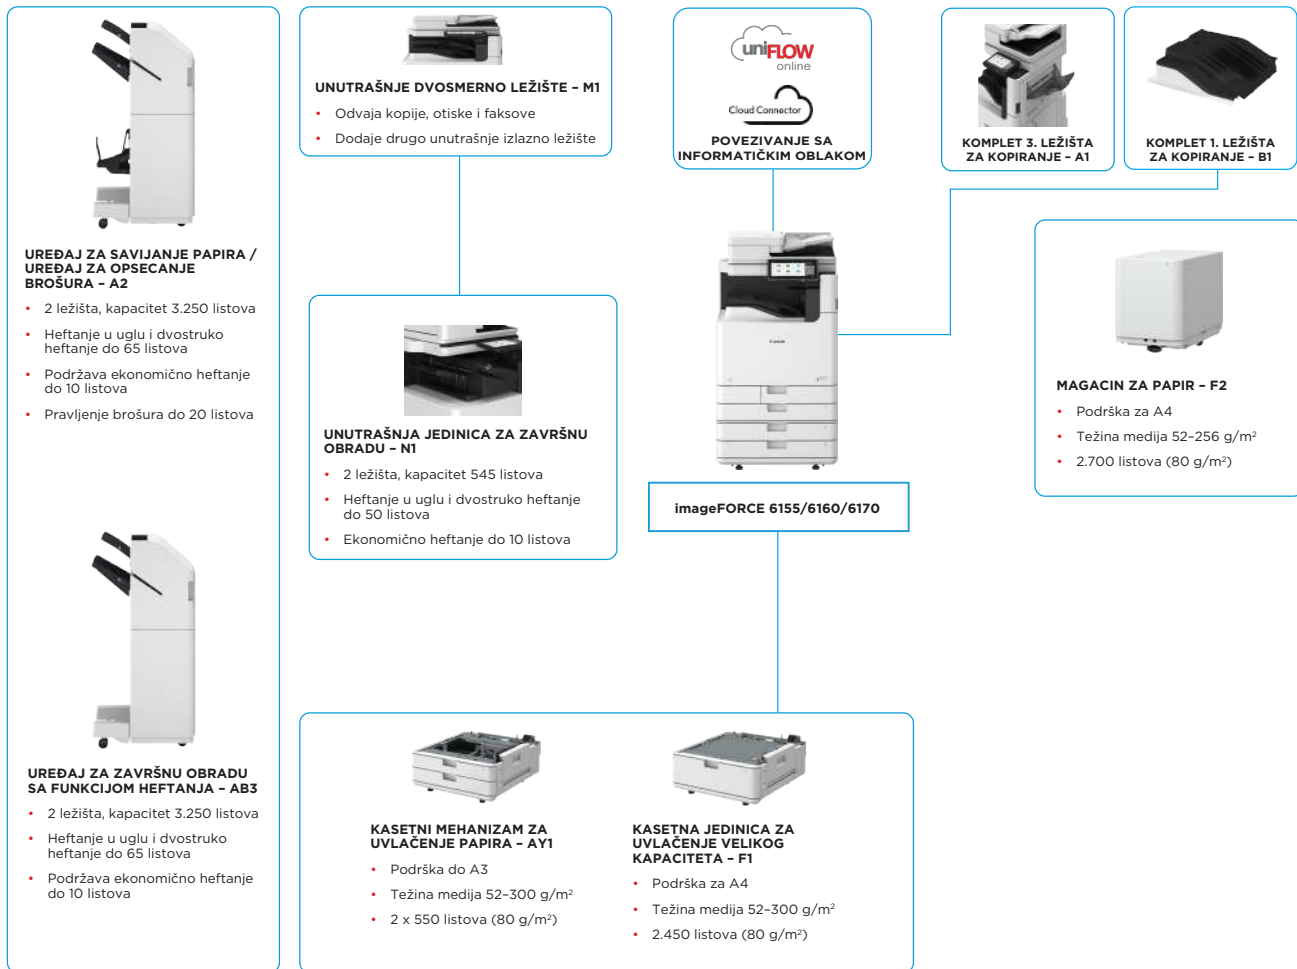 UREĐAJ ZA SAVIJANJE PAPIRA /
UREĐAJ ZA OPSECANJE
BROŠURA – A2
• 2 ležišta, kapacitet 3.250 listova
• Heftanje u uglu i dvostruko
heftanje do 65 listova
• Podržava ekonomično heftanje
do 10 listova
• Pravljenje brošura do 20 listova
UREĐAJ ZA ZAVRŠNU OBRADU
SA FUNKCIJOM HEFTANJA – AB3
• 2 ležišta, kapacitet 3.250 listova
• Heftanje u uglu i dvostruko
heftanje do 65 listova
• Podržava ekonomično heftanje
do 10 listova
UNUTRAŠNJE DVOSMERNO LEŽIŠTE – M1
• Odvaja kopije, otiske i faksove
• Dodaje drugo unutrašnje izlazno ležište
UNUTRAŠNJA JEDINICA ZA ZAVRŠNU
OBRADU – N1
• 2 ležišta, kapacitet 545 listova
• Heftanje u uglu i dvostruko heftanje
do 50 listova
• Ekonomično heftanje do 10 listova
uniFLOW
online
Cloud Connector
POVEZIVANJE SA
INFORMATIČKIM OBLAKOM
Canon
imageFORCE 6155/6160/6170
KOMPLET 3. LEŽIŠTA
ZA KOPIRANJE – A1
KOMPLET 1. LEŽIŠTA
ZA KOPIRANJE – B1
MAGACIN ZA PAPIR – F2
• Podrška za A4
• Težina medija 52–256 g/m²
• 2.700 listova (80 g/m²)
KASETNI MEHANIZAM ZA
UVLAČENJE PAPIRA – AY1
• Podrška do A3
• Težina medija 52–300 g/m²
• 2 x 550 listova (80 g/m²)
KASETNA JEDINICA ZA
UVLAČENJE VELIKOG
KAPACITETA – F1
• Podrška za A4
• Težina medija 52–300 g/m²
• 2.450 listova (80 g/m²)